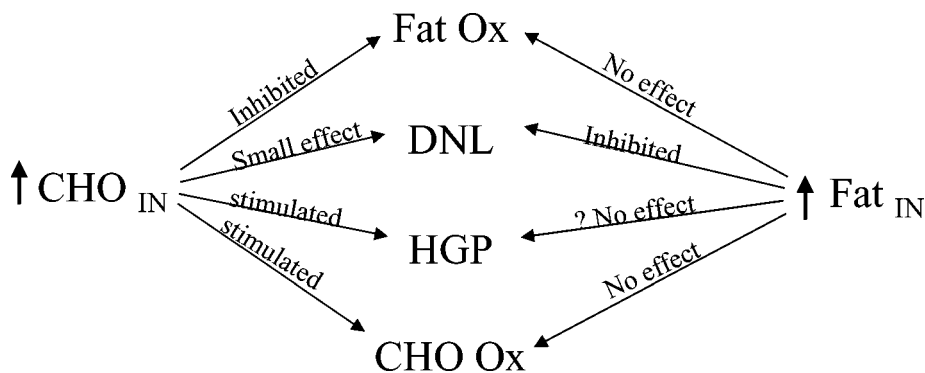 Fat Ox
Inhibited
No effect
DNL
Small effect
Inhibited
CHO IN
Fat IN
stimulated
? No effect
HGP
stimulated
No effect
CHO Ox